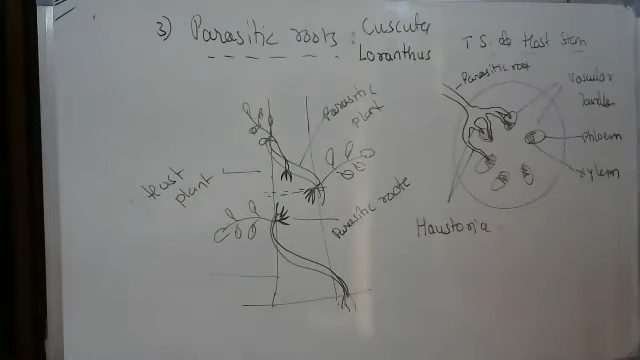 3) Parasitic roots : Cuscuta
Loranthus
T.S. of Host stem
Parasitic root
Vascular
bundles
Phloem
xylem
Haustoria
Parasitic
plant
Host
plant
Parasitic roots